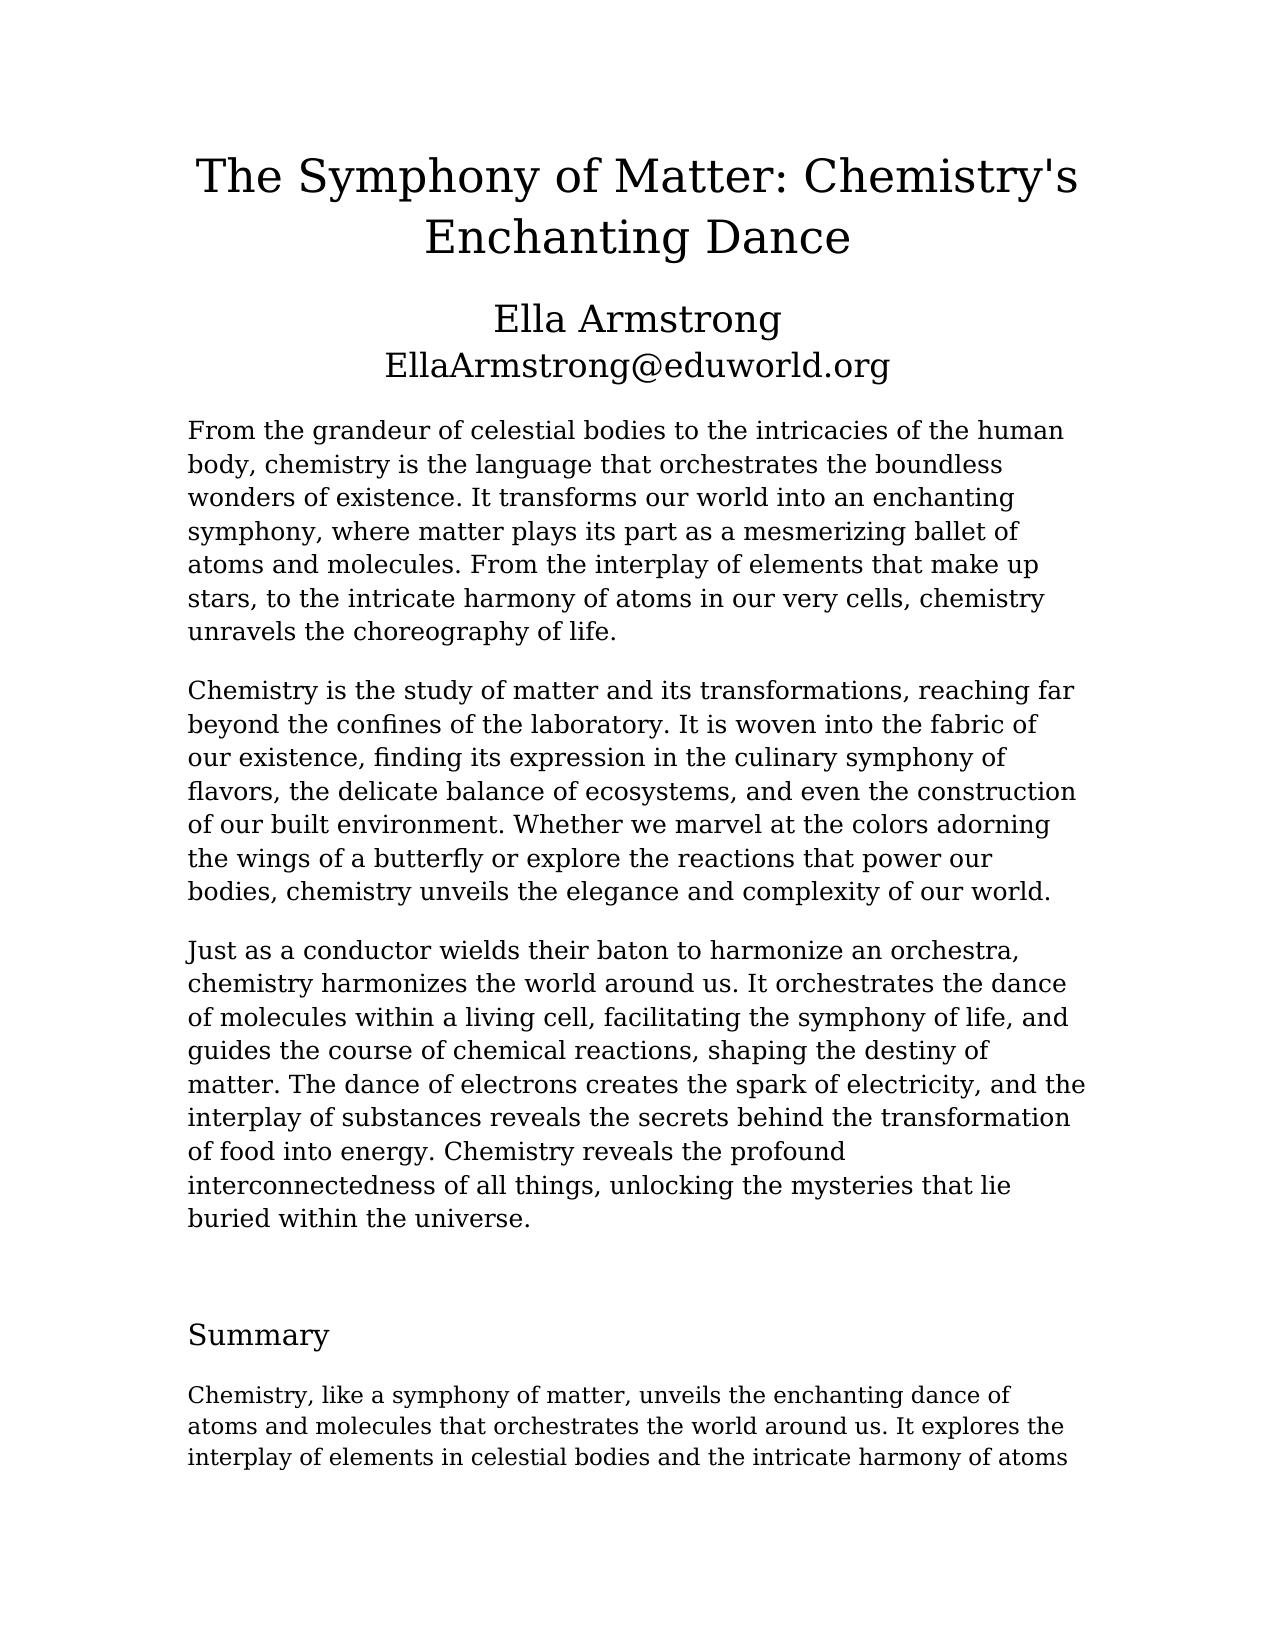 The Symphony of Matter: Chemistry's
Enchanting Dance
Ella Armstrong
EllaArmstrong@eduworld.org
From the grandeur of celestial bodies to the intricacies of the human
body, chemistry is the language that orchestrates the boundless
wonders of existence. It transforms our world into an enchanting
symphony, where matter plays its part as a mesmerizing ballet of
atoms and molecules. From the interplay of elements that make up
stars, to the intricate harmony of atoms in our very cells, chemistry
unravels the choreography of life.
Chemistry is the study of matter and its transformations, reaching far
beyond the confines of the laboratory. It is woven into the fabric of
our existence, finding its expression in the culinary symphony of
flavors, the delicate balance of ecosystems, and even the construction
of our built environment. Whether we marvel at the colors adorning
the wings of a butterfly or explore the reactions that power our
bodies, chemistry unveils the elegance and complexity of our world.
Just as a conductor wields their baton to harmonize an orchestra,
chemistry harmonizes the world around us. It orchestrates the dance
of molecules within a living cell, facilitating the symphony of life, and
guides the course of chemical reactions, shaping the destiny of
matter. The dance of electrons creates the spark of electricity, and the
interplay of substances reveals the secrets behind the transformation
of food into energy. Chemistry reveals the profound
interconnectedness of all things, unlocking the mysteries that lie
buried within the universe.
Summary
Chemistry, like a symphony of matter, unveils the enchanting dance of
atoms and molecules that orchestrates the world around us. It explores the
interplay of elements in celestial bodies and the intricate harmony of atoms